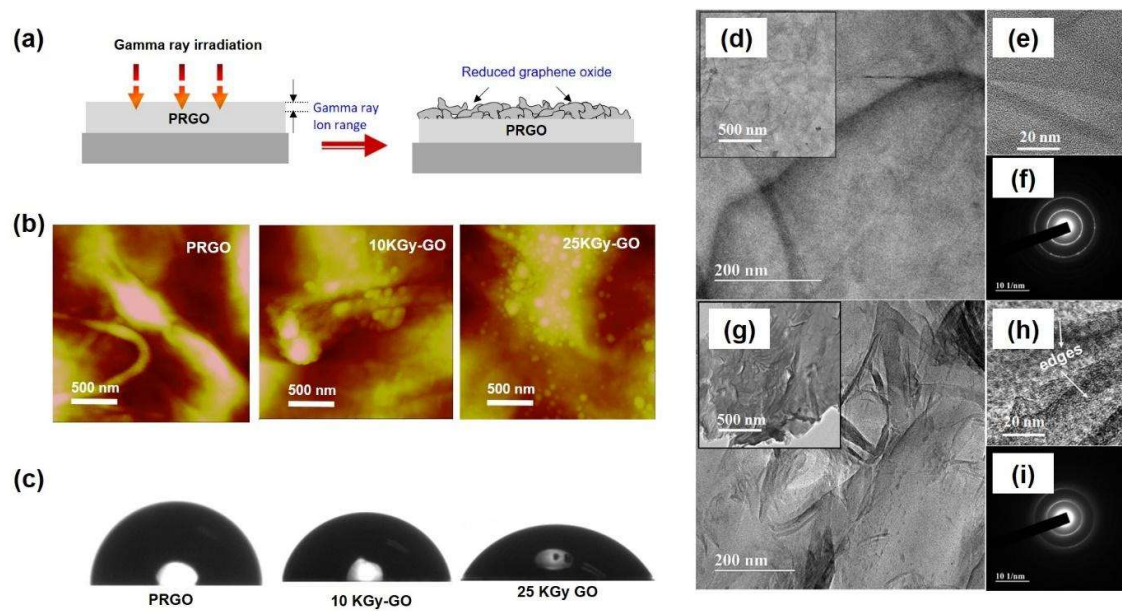 (a)
Gamma ray irradiation
PRGO
Gamma ray
Ion range
Reduced graphene oxide
PRGO
(b)
PRGO
500 nm
10KGy-GO
500 nm
25KGy-GO
500 nm
(c)
PRGO
10 KGy-GO
25 KGy GO
(d)
500 nm
200 nm
(e)
20 nm
(f)
10 1/nm
(g)
500 nm
200 nm
(h)
edges
20 nm
(i)
10 1/nm